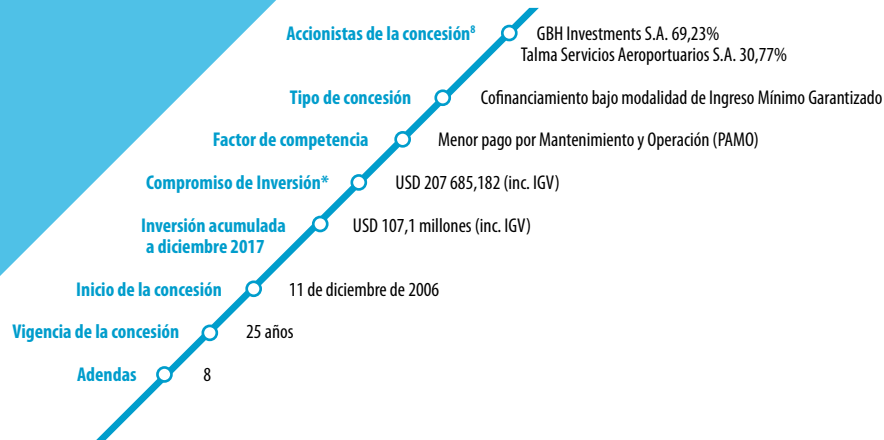 Accionistas de la concesión⁸
GBH Investments S.A. 69,23%
Talma Servicios Aeroportuarios S.A. 30,77%
Tipo de concesión
Cofinanciamiento bajo modalidad de Ingreso Mínimo Garantizado
Factor de competencia
Menor pago por Mantenimiento y Operación (PAMO)
Compromiso de Inversión*
USD 207 685,182 (inc. IGV)
Inversión acumulada
a diciembre 2017
USD 107,1 millones (inc. IGV)
Inicio de la concesión
11 de diciembre de 2006
Vigencia de la concesión
25 años
Adendas
8